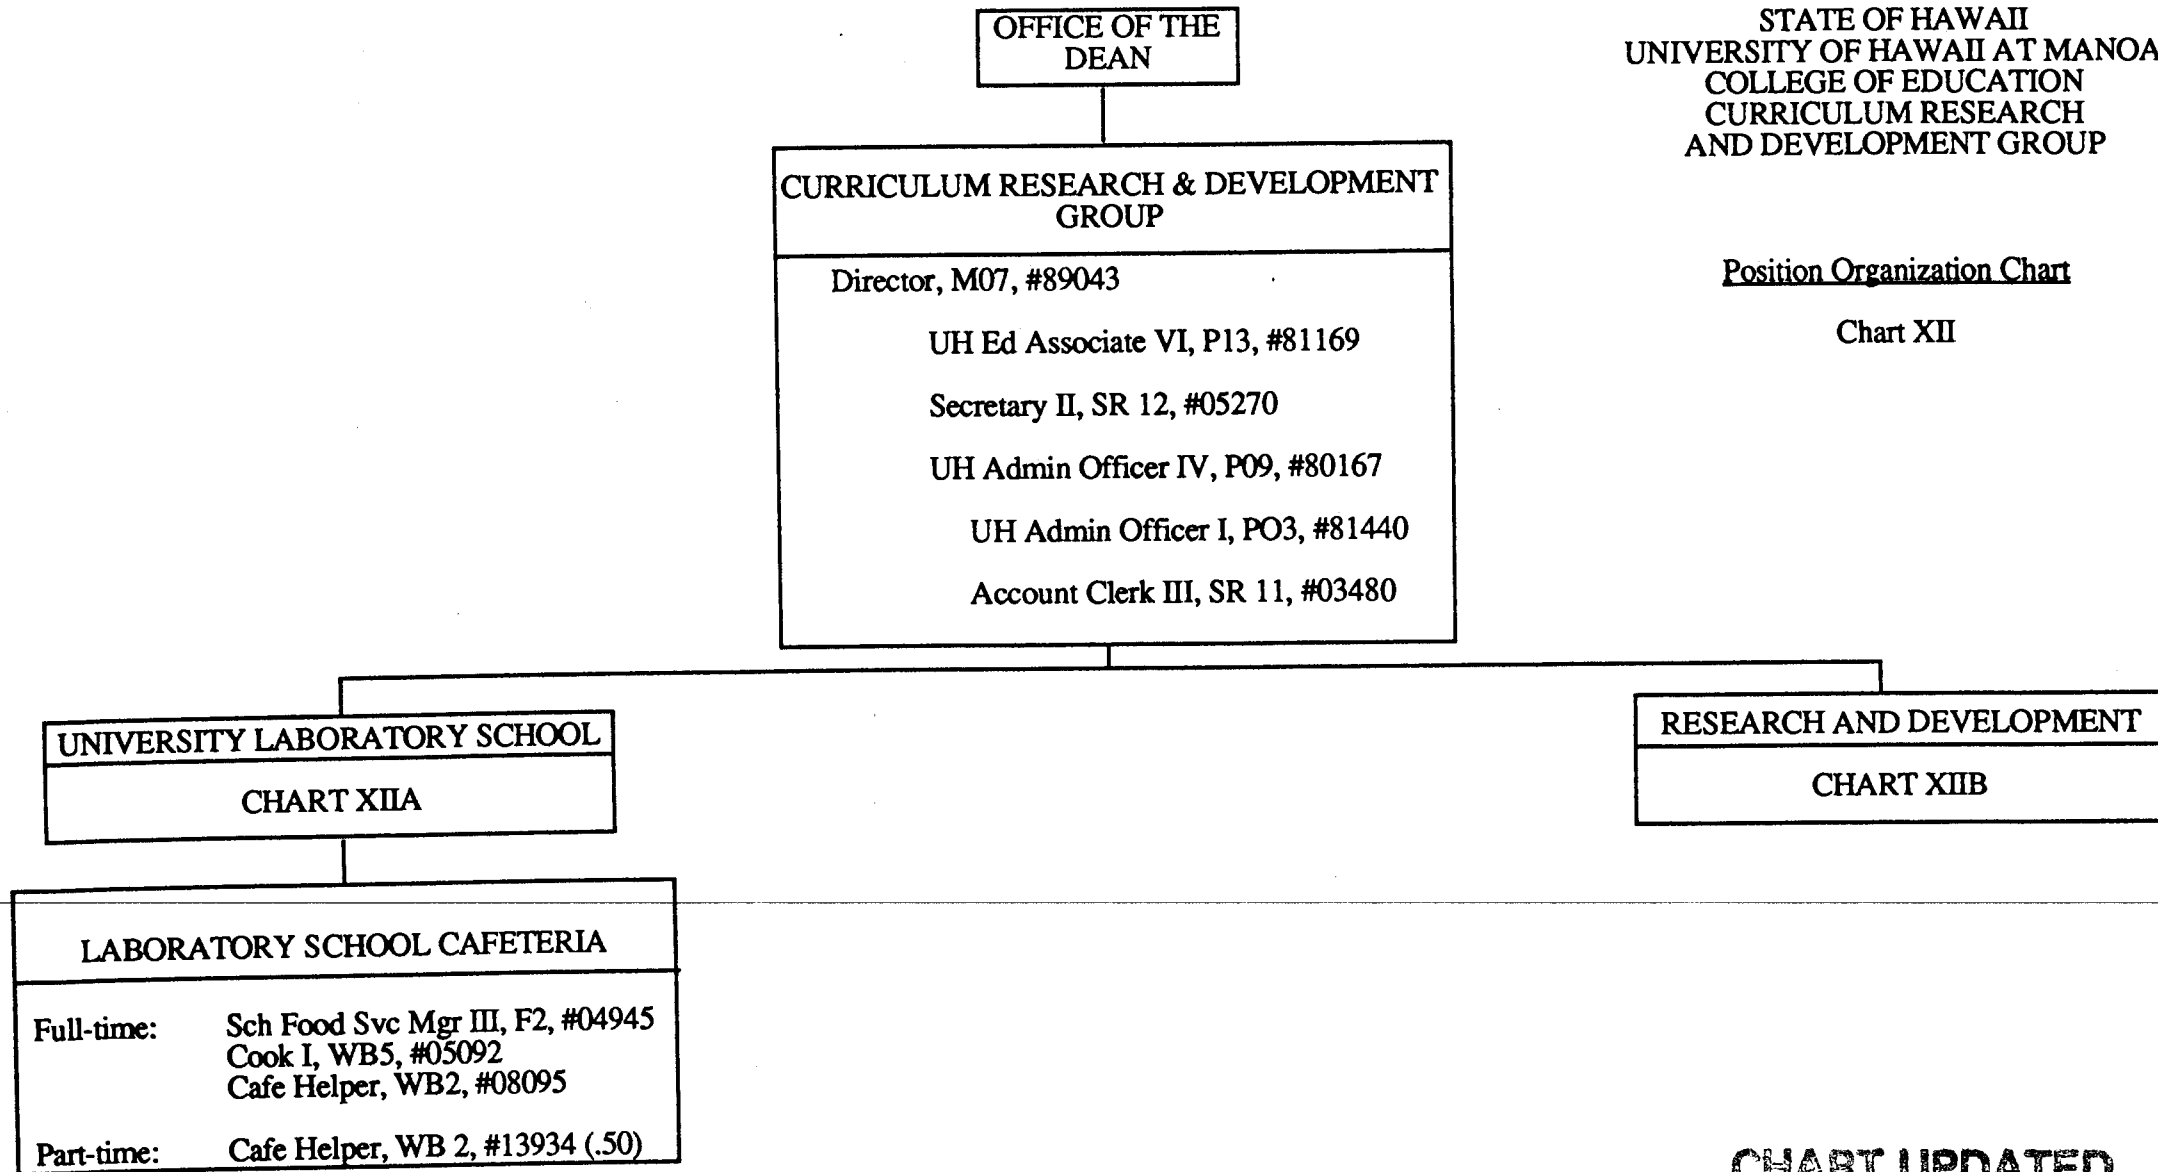 OFFICE OF THE
DEAN
STATE OF HAWAII
UNIVERSITY OF HAWAII AT MANOA
COLLEGE OF EDUCATION
CURRICULUM RESEARCH
AND DEVELOPMENT GROUP
Position Organization Chart
Chart XII
CURRICULUM RESEARCH & DEVELOPMENT
GROUP
Director, M07, #89043
UH Ed Associate VI, P13, #81169
Secretary II, SR 12, #05270
UH Admin Officer IV, P09, #80167
UH Admin Officer I, PO3, #81440
Account Clerk III, SR 11, #03480
UNIVERSITY LABORATORY SCHOOL
CHART XIIA
RESEARCH AND DEVELOPMENT
CHART XIIB
LABORATORY SCHOOL CAFETERIA
Full-time: Sch Food Svc Mgr III, F2, #04945
Cook I, WB5, #05092
Cafe Helper, WB2, #08095
Part-time: Cafe Helper, WB 2, #13934 (.50)
CHART UPDATED